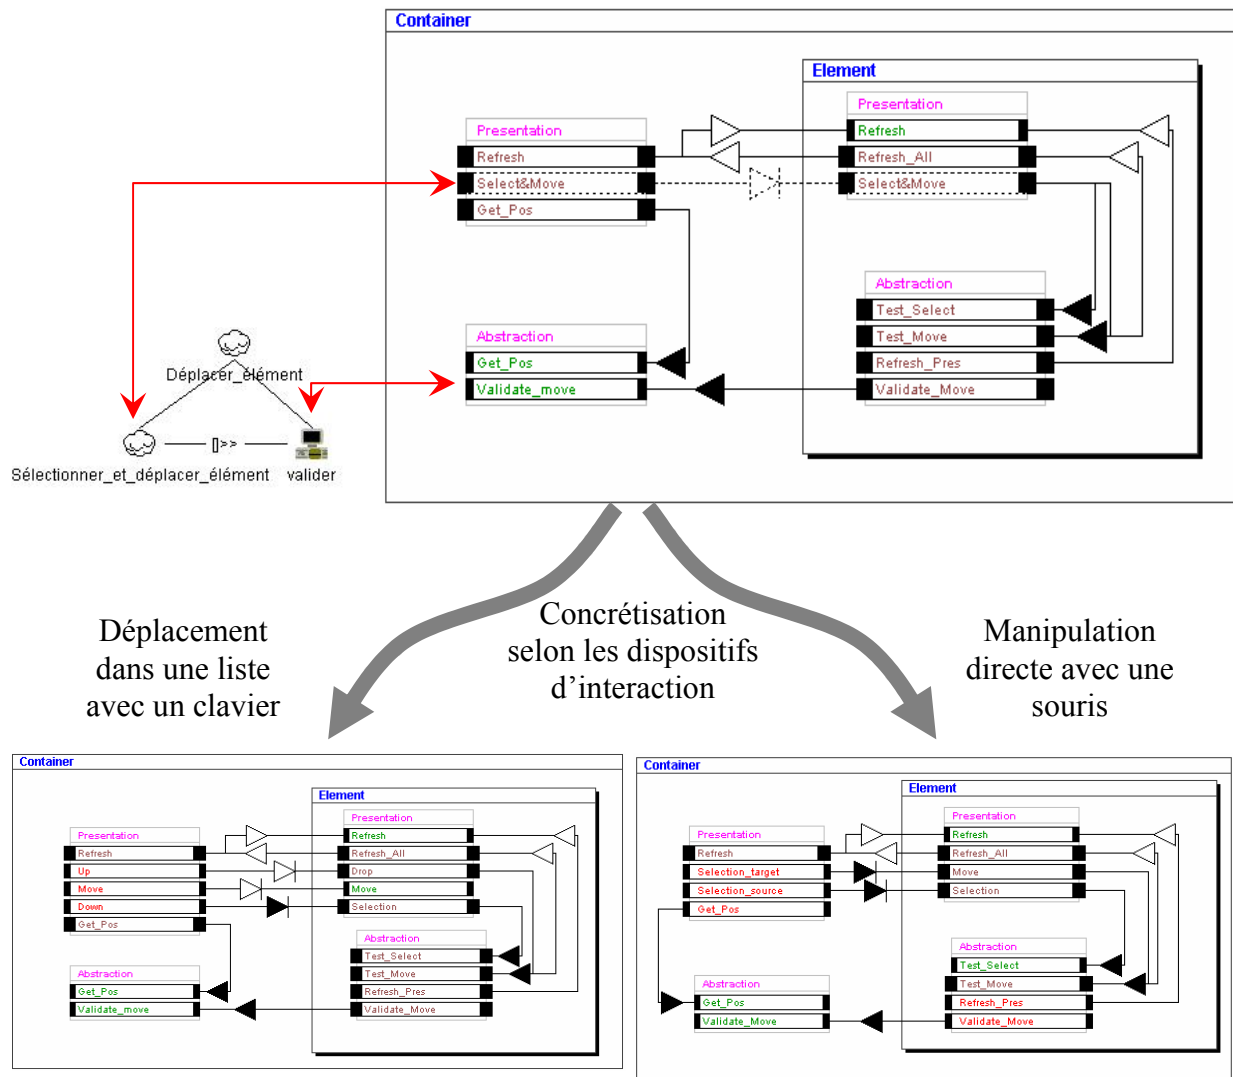 Container
Element
Presentation
Refresh
Refresh_All
Select&Move
Presentation
Refresh
Select&Move
Get_Pos
Abstraction
Test_Select
Test_Move
Refresh_Pres
Validate_Move
Abstraction
Get_Pos
Validate_move
Déplacer_élément
[]>>
Sélectionner_et_déplacer_élément
valider
Déplacement
dans une liste
avec un clavier
Concrétisation
selon les dispositifs
d’interaction
Manipulation
directe avec une
souris
Container
Element
Presentation
Refresh
Refresh_All
Drop
Move
Selection
Presentation
Refresh
Up
Move
Down
Get_Pos
Abstraction
Test_Select
Test_Move
Refresh_Pres
Validate_Move
Abstraction
Get_Pos
Validate_move
Container
Element
Presentation
Refresh
Refresh_All
Move
Selection
Presentation
Refresh
Selection_target
Selection_source
Get_Pos
Abstraction
Test_Select
Test_Move
Refresh_Pres
Validate_Move
Abstraction
Get_Pos
Validate_Move